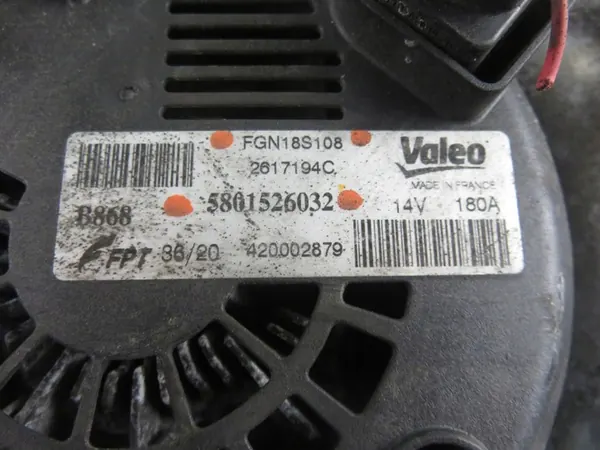 FGN18S108
2617194C
Valeo
MADE IN FRANCE
B868
5801526032
14V 180A
FPT 36/20 420002879